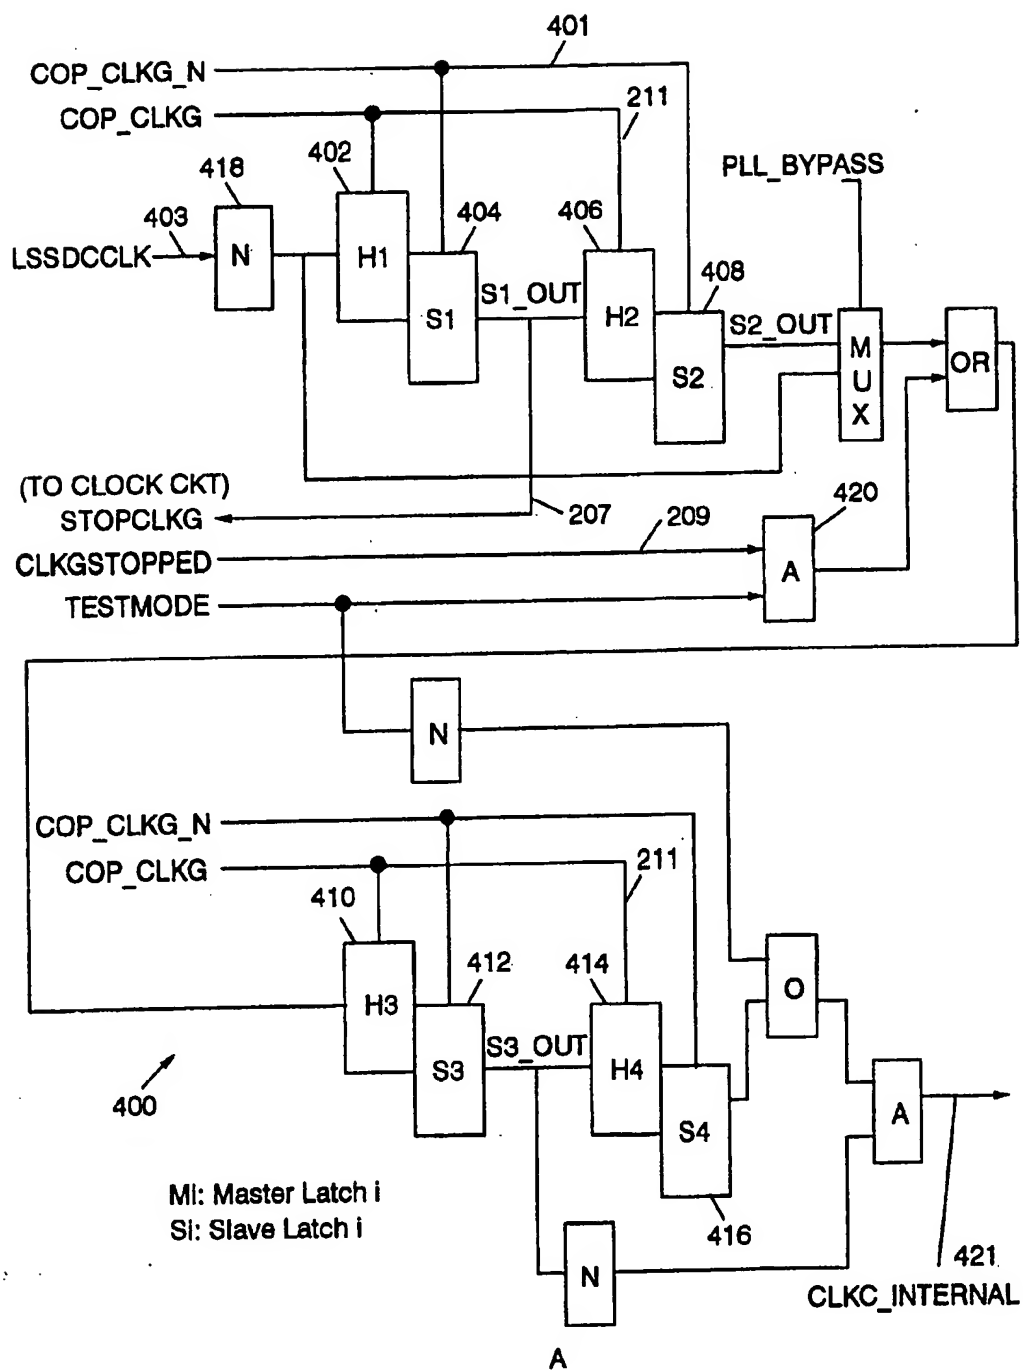 401
COP_CLKG_N
COP_CLKG
211
402
418
PLL_BYPASS
403
404
406
LSSDCCLK
N
H1
S1_OUT
408
S1
H2
S2_OUT
MUX
OR
S2
(TO CLOCK CKT)
STOPCLKG
207
209
420
CLKGSTOPPED
A
TESTMODE
N
COP_CLKG_N
COP_CLKG
211
410
412
414
O
H3
S3_OUT
H4
S3
400
A
S4
Mi: Master Latch i
Si: Slave Latch i
416
N
421
CLKC_INTERNAL
A